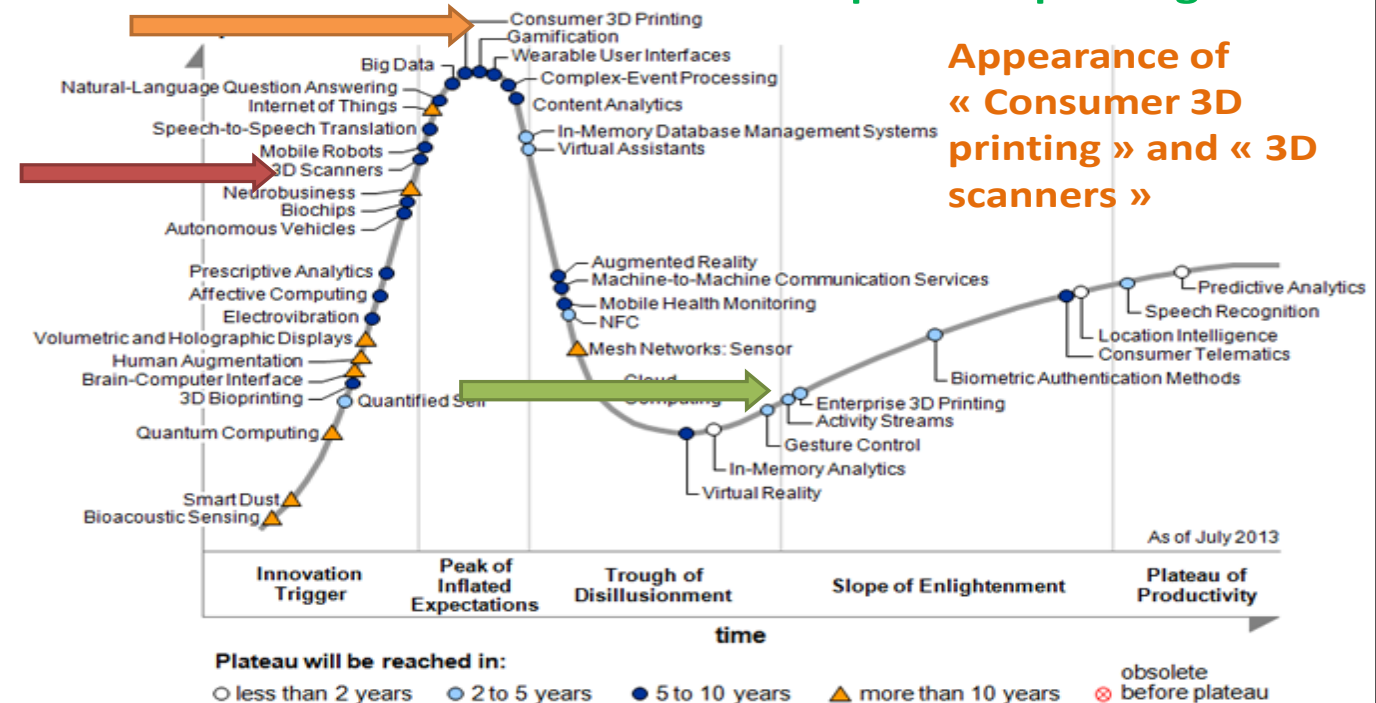 Appearance of
« Consumer 3D
printing » and « 3D
scanners »
Consumer 3D Printing
Gamification
Wearable User Interfaces
Big Data
Complex-Event Processing
Natural-Language Question Answering
Internet of Things
Content Analytics
Speech-to-Speech Translation
In-Memory Database Management Systems
Mobile Robots
Virtual Assistants
3D Scanners
Neurobusiness
Biochips
Autonomous Vehicles
Prescriptive Analytics
Affective Computing
Electrovibration
Volumetric and Holographic Displays
Human Augmentation
Brain-Computer Interface
3D Bioprinting
Quantified Self
Quantum Computing
Smart Dust
Bioacoustic Sensing
Augmented Reality
Machine-to-Machine Communication Services
Mobile Health Monitoring
NFC
Mesh Networks: Sensor
Cloud
Computing
Enterprise 3D Printing
Activity Streams
Gesture Control
In-Memory Analytics
Virtual Reality
Predictive Analytics
Speech Recognition
Location Intelligence
Consumer Telematics
Biometric Authentication Methods
As of July 2013
Innovation
Trigger
Peak of
Inflated
Expectations
Trough of
Disillusionment
Slope of Enlightenment
Plateau of
Productivity
time
Plateau will be reached in:
less than 2 years
2 to 5 years
5 to 10 years
more than 10 years
obsolete
before plateau